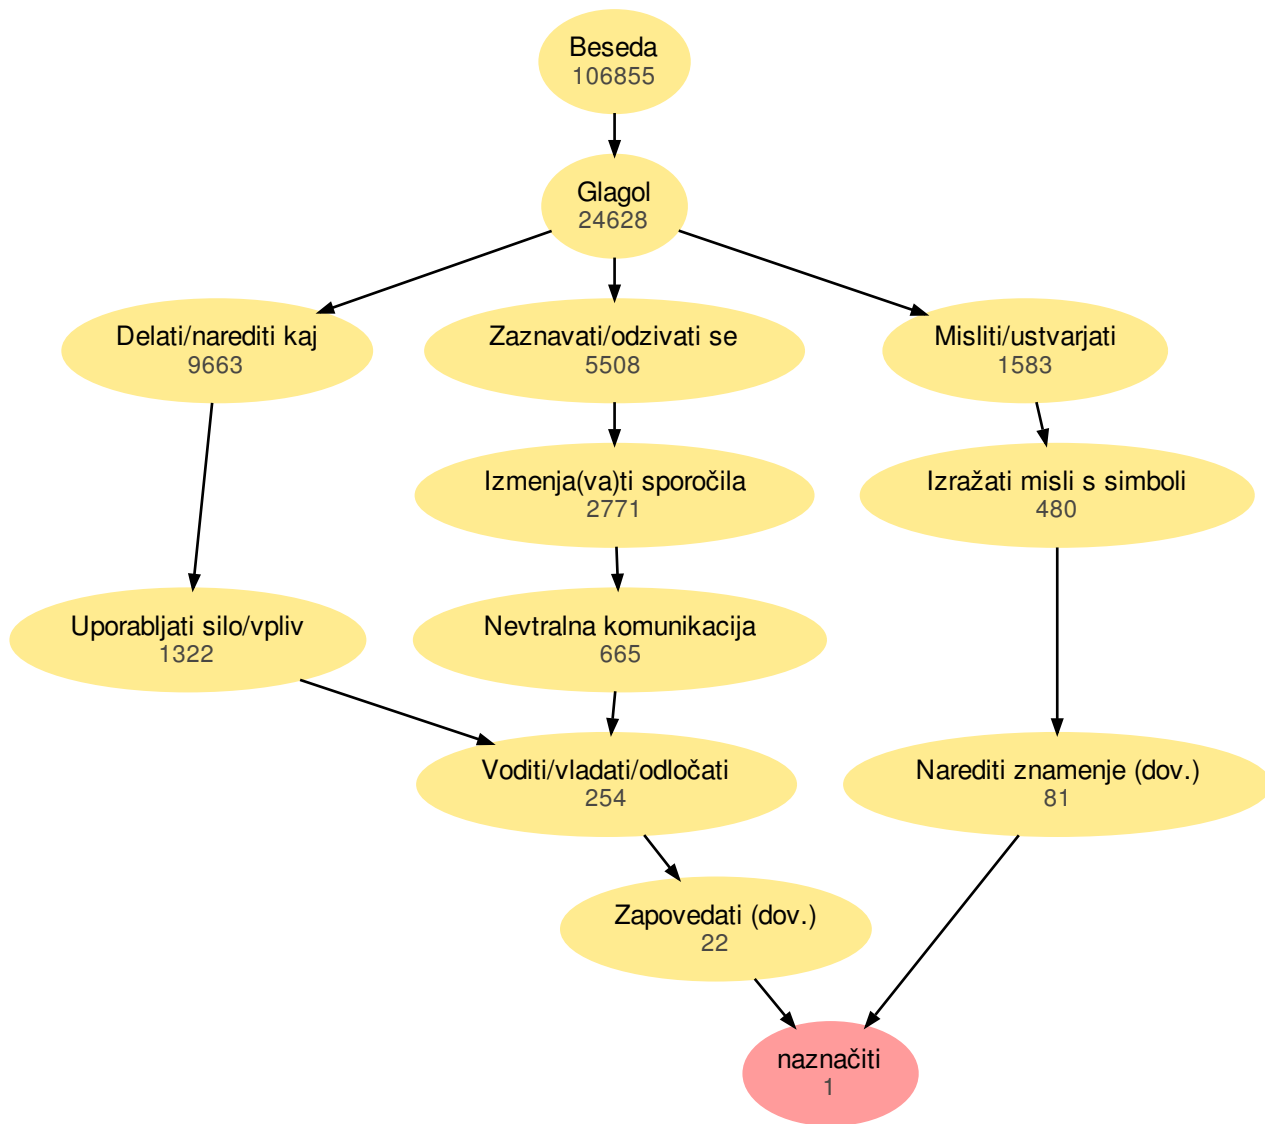 Beseda
106855
Glagol
24628
Delati/narediti kaj
9663
Zaznavati/odzivati se
5508
Misliti/ustvarjati
1583
Izmenja(va)ti sporočila
2771
Izražati misli s simboli
480
Uporabljati silo/vpliv
1322
Nevtralna komunikacija
665
Voditi/vladati/odločati
254
Narediti znamenje (dov.)
81
Zapovedati (dov.)
22
naznačiti
1